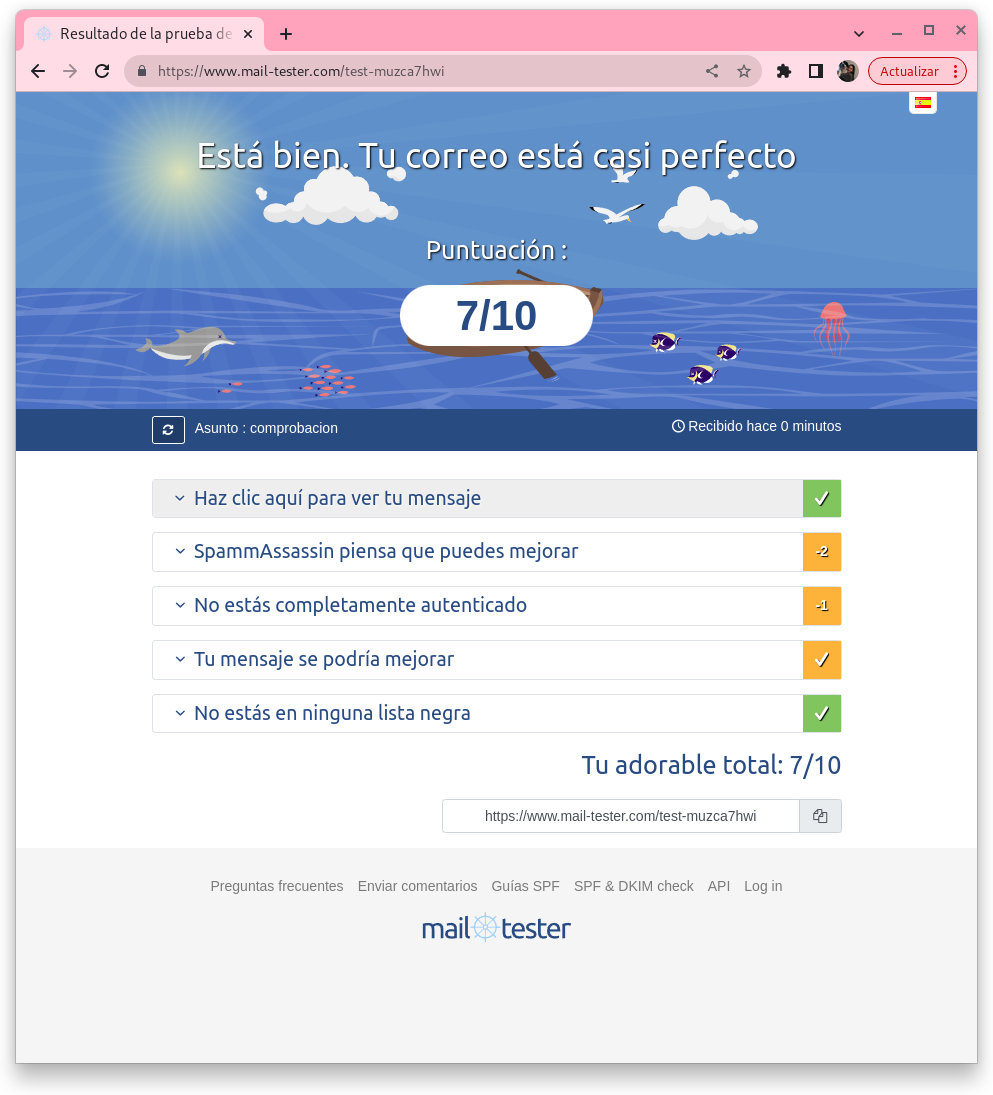 Resultado de la prueba de
https://www.mail-tester.com/test-muzca7hwi
Actualizar
Está bien. Tu correo está casi perfecto
Puntuación :
7/10
Asunto : comprobacion
Recibido hace 0 minutos
Haz clic aquí para ver tu mensaje
SpammAssassin piensa que puedes mejorar
-2
No estás completamente autenticado
-1
Tu mensaje se podría mejorar
No estás en ninguna lista negra
Tu adorable total: 7/10
https://www.mail-tester.com/test-muzca7hwi
Preguntas frecuentes Enviar comentarios Guías SPF SPF & DKIM check API Log in
mail tester